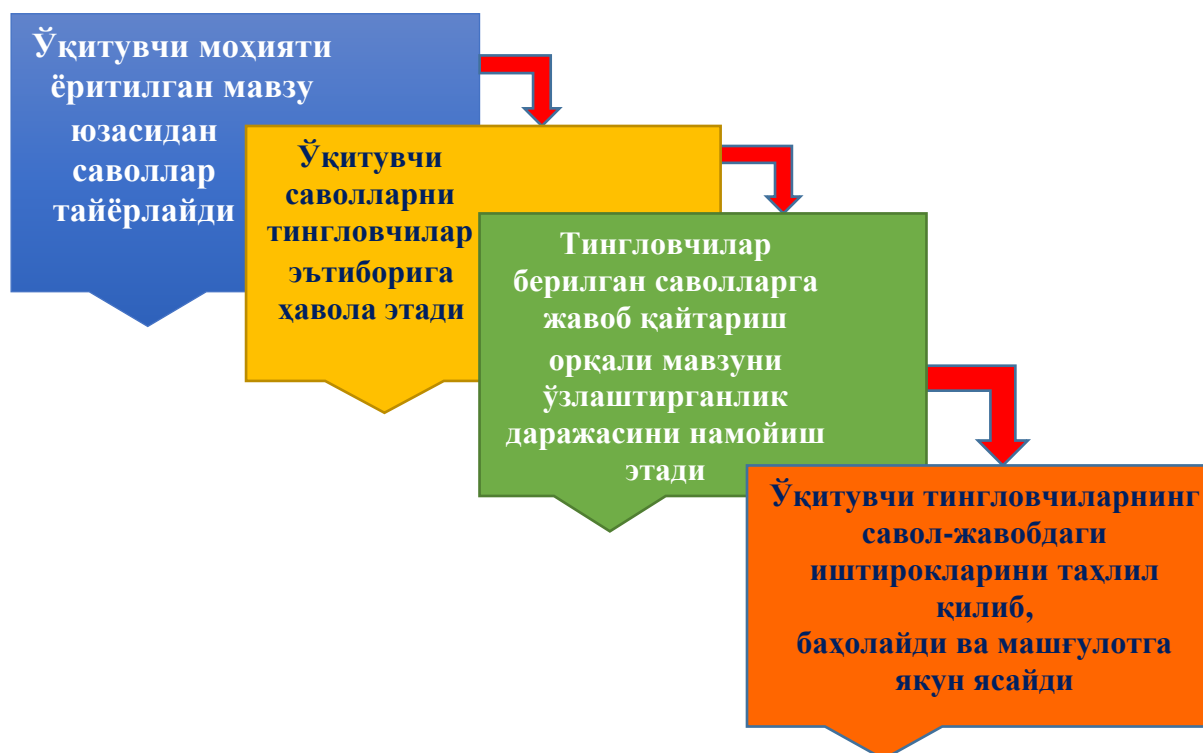 Ўқитувчи моҳияти
ёритилган мавзу
юзасидан
саволлар
тайёрлайди
Ўқитувчи
саволларни
тингловчилар
эътиборига
ҳавола этади
Тингловчилар
берилган саволларга
жавоб қайтариш
орқали мавзуни
ўзлаштирганлик
даражасини намойиш
этади
Ўқитувчи тингловчиларнинг
савол-жавобдаги
иштирокларини таҳлил
қилиб,
баҳолайди ва машғулотга
якун ясайди